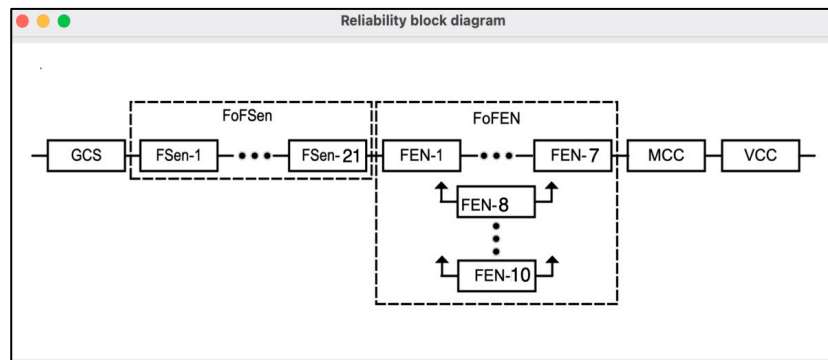 Reliability block diagram
FoFSen
FoFEN
GCS
FSen-1
FSen-21
FEN-1
FEN-7
MCC
VCC
FEN-8
FEN-10